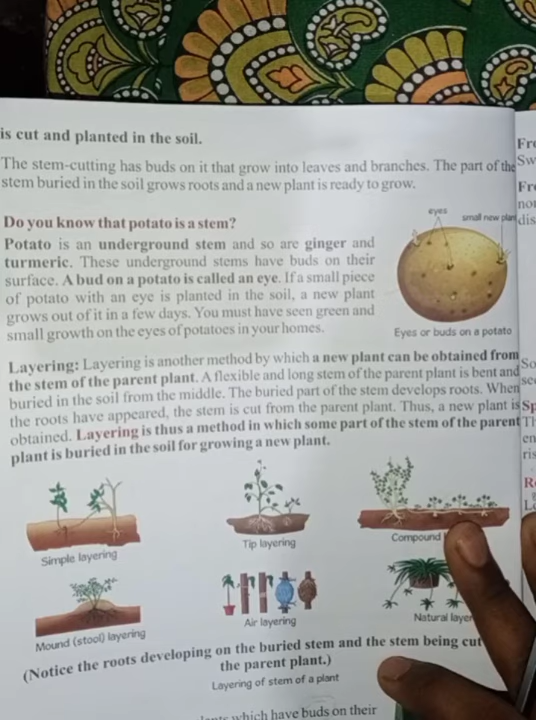 is cut and planted in the soil.
The stem-cutting has buds on it that grow into leaves and branches. The part of the
stem buried in the soil grows roots and a new plant is ready to grow.
Do you know that potato is a stem?
Potato is an underground stem and so are ginger and
turmeric. These underground stems have buds on their
surface. A bud on a potato is called an eye. If a small piece
of potato with an eye is planted in the soil, a new plant
grows out of it in a few days. You must have seen green and
small growth on the eyes of potatoes in your homes.
eyes
small new plant
Eyes or buds on a potato
Layering: Layering is another method by which a new plant can be obtained from
the stem of the parent plant. A flexible and long stem of the parent plant is bent and
buried in the soil from the middle. The buried part of the stem develops roots. When
the roots have appeared, the stem is cut from the parent plant. Thus, a new plant is
obtained. Layering is thus a method in which some part of the stem of the parent
plant is buried in the soil for growing a new plant.
Simple layering
Tip layering
Compound
Mound (stool) layering
Air layering
Natural layer
(Notice the roots developing on the buried stem and the stem being cut
the parent plant.)
Layering of stem of a plant
which have buds on their